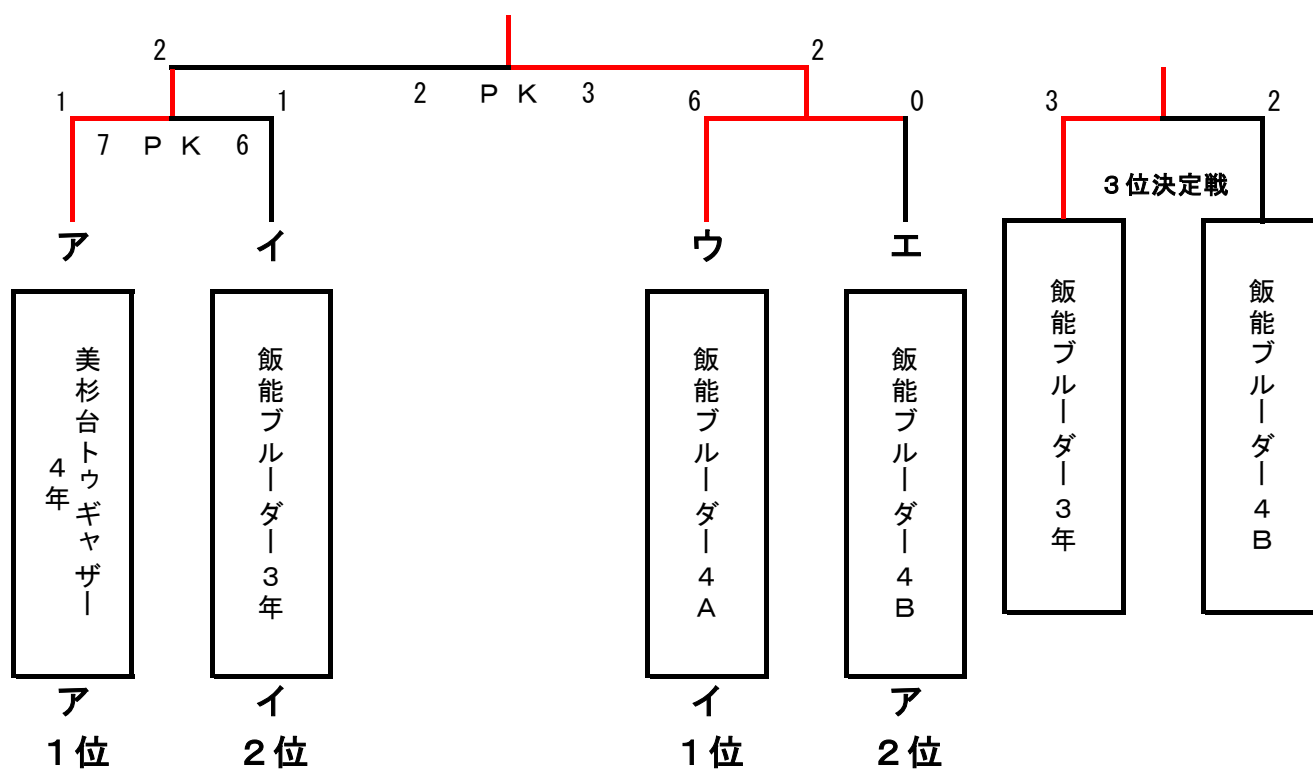 2
2
2 PK 3
1
1
6
0
3
2
7 PK 6
3位決定戦
ア
イ
ウ
エ
美杉台トゥギャザー
4年
飯能ブルーダー3年
飯能ブルーダー4A
飯能ブルーダー4B
飯能ブルーダー3年
飯能ブルーダー4B
ア
イ
イ
ア
1位
2位
1位
2位